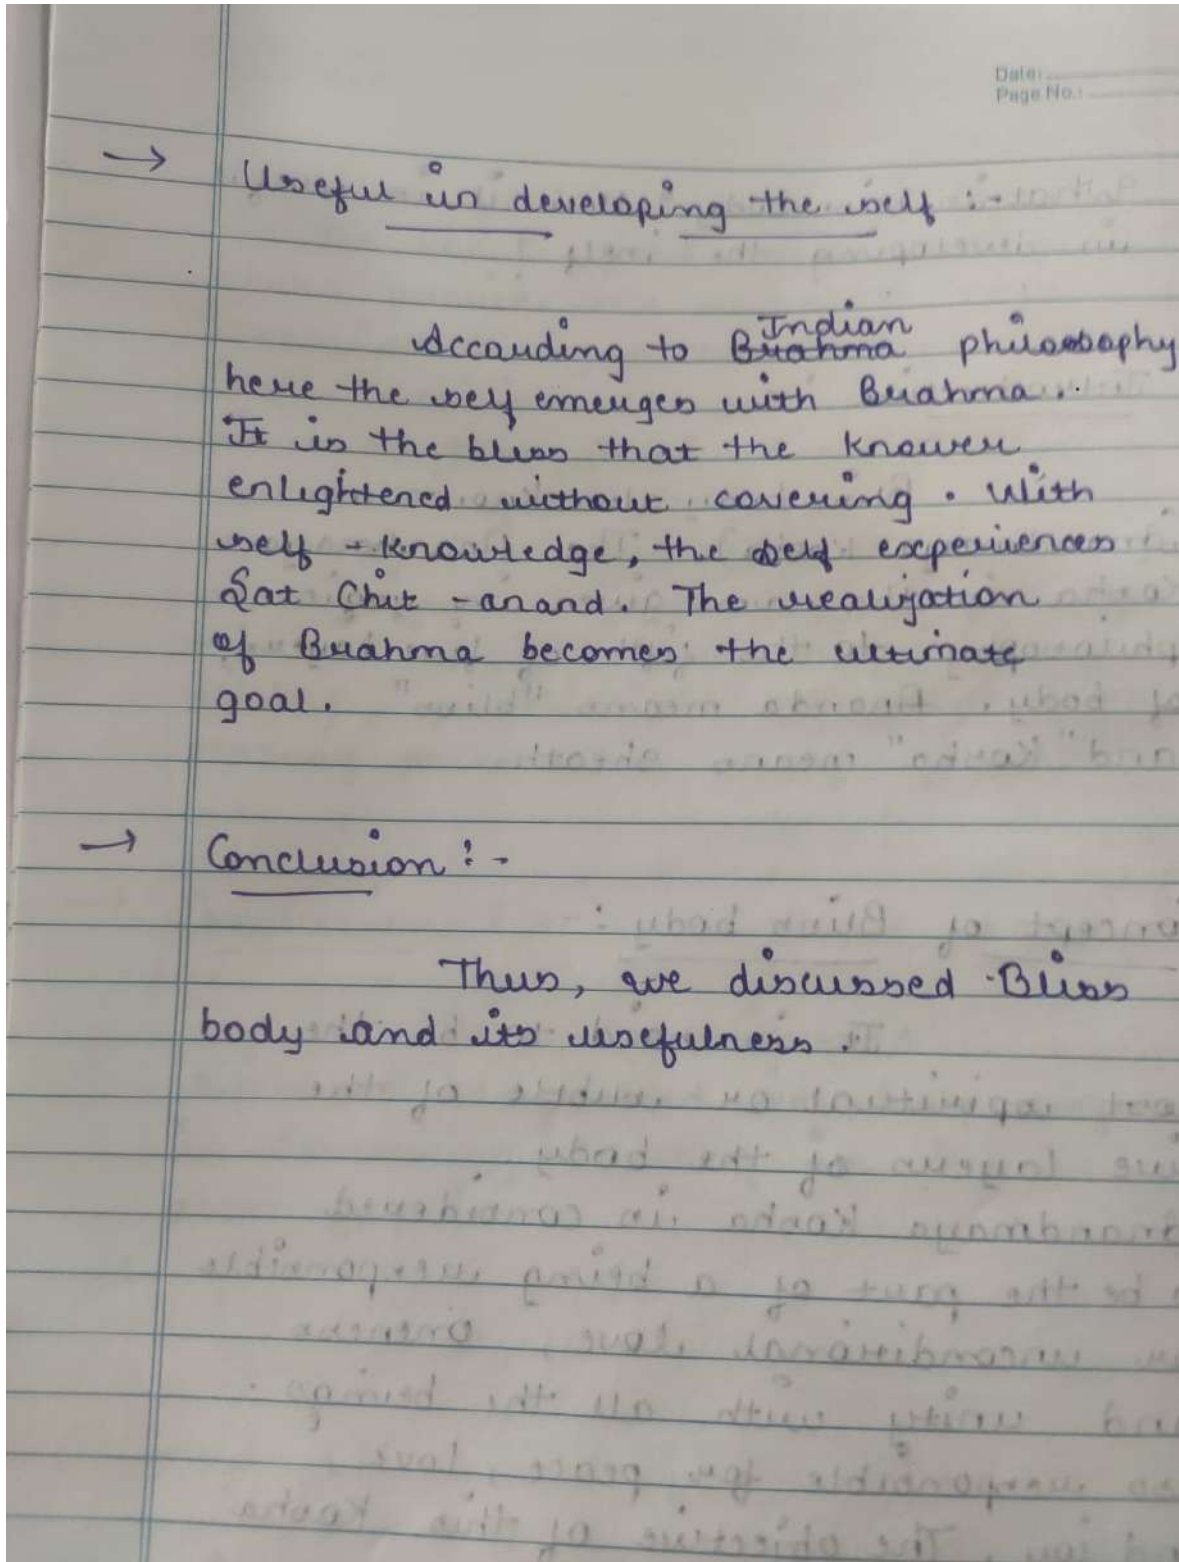 Date:
Page No.:
→ Useful in developing the self :-
According to Indian Brahma philosophy
here the self emerges with Brahma.
It is the bliss that the knower
enlightened without covering. With
self - knowledge, the self experiences
Sat Chit - anand. The realization
of Brahma becomes the ultimate
goal.
→ Conclusion :-
Thus, we discussed Bliss
body and its usefulness.